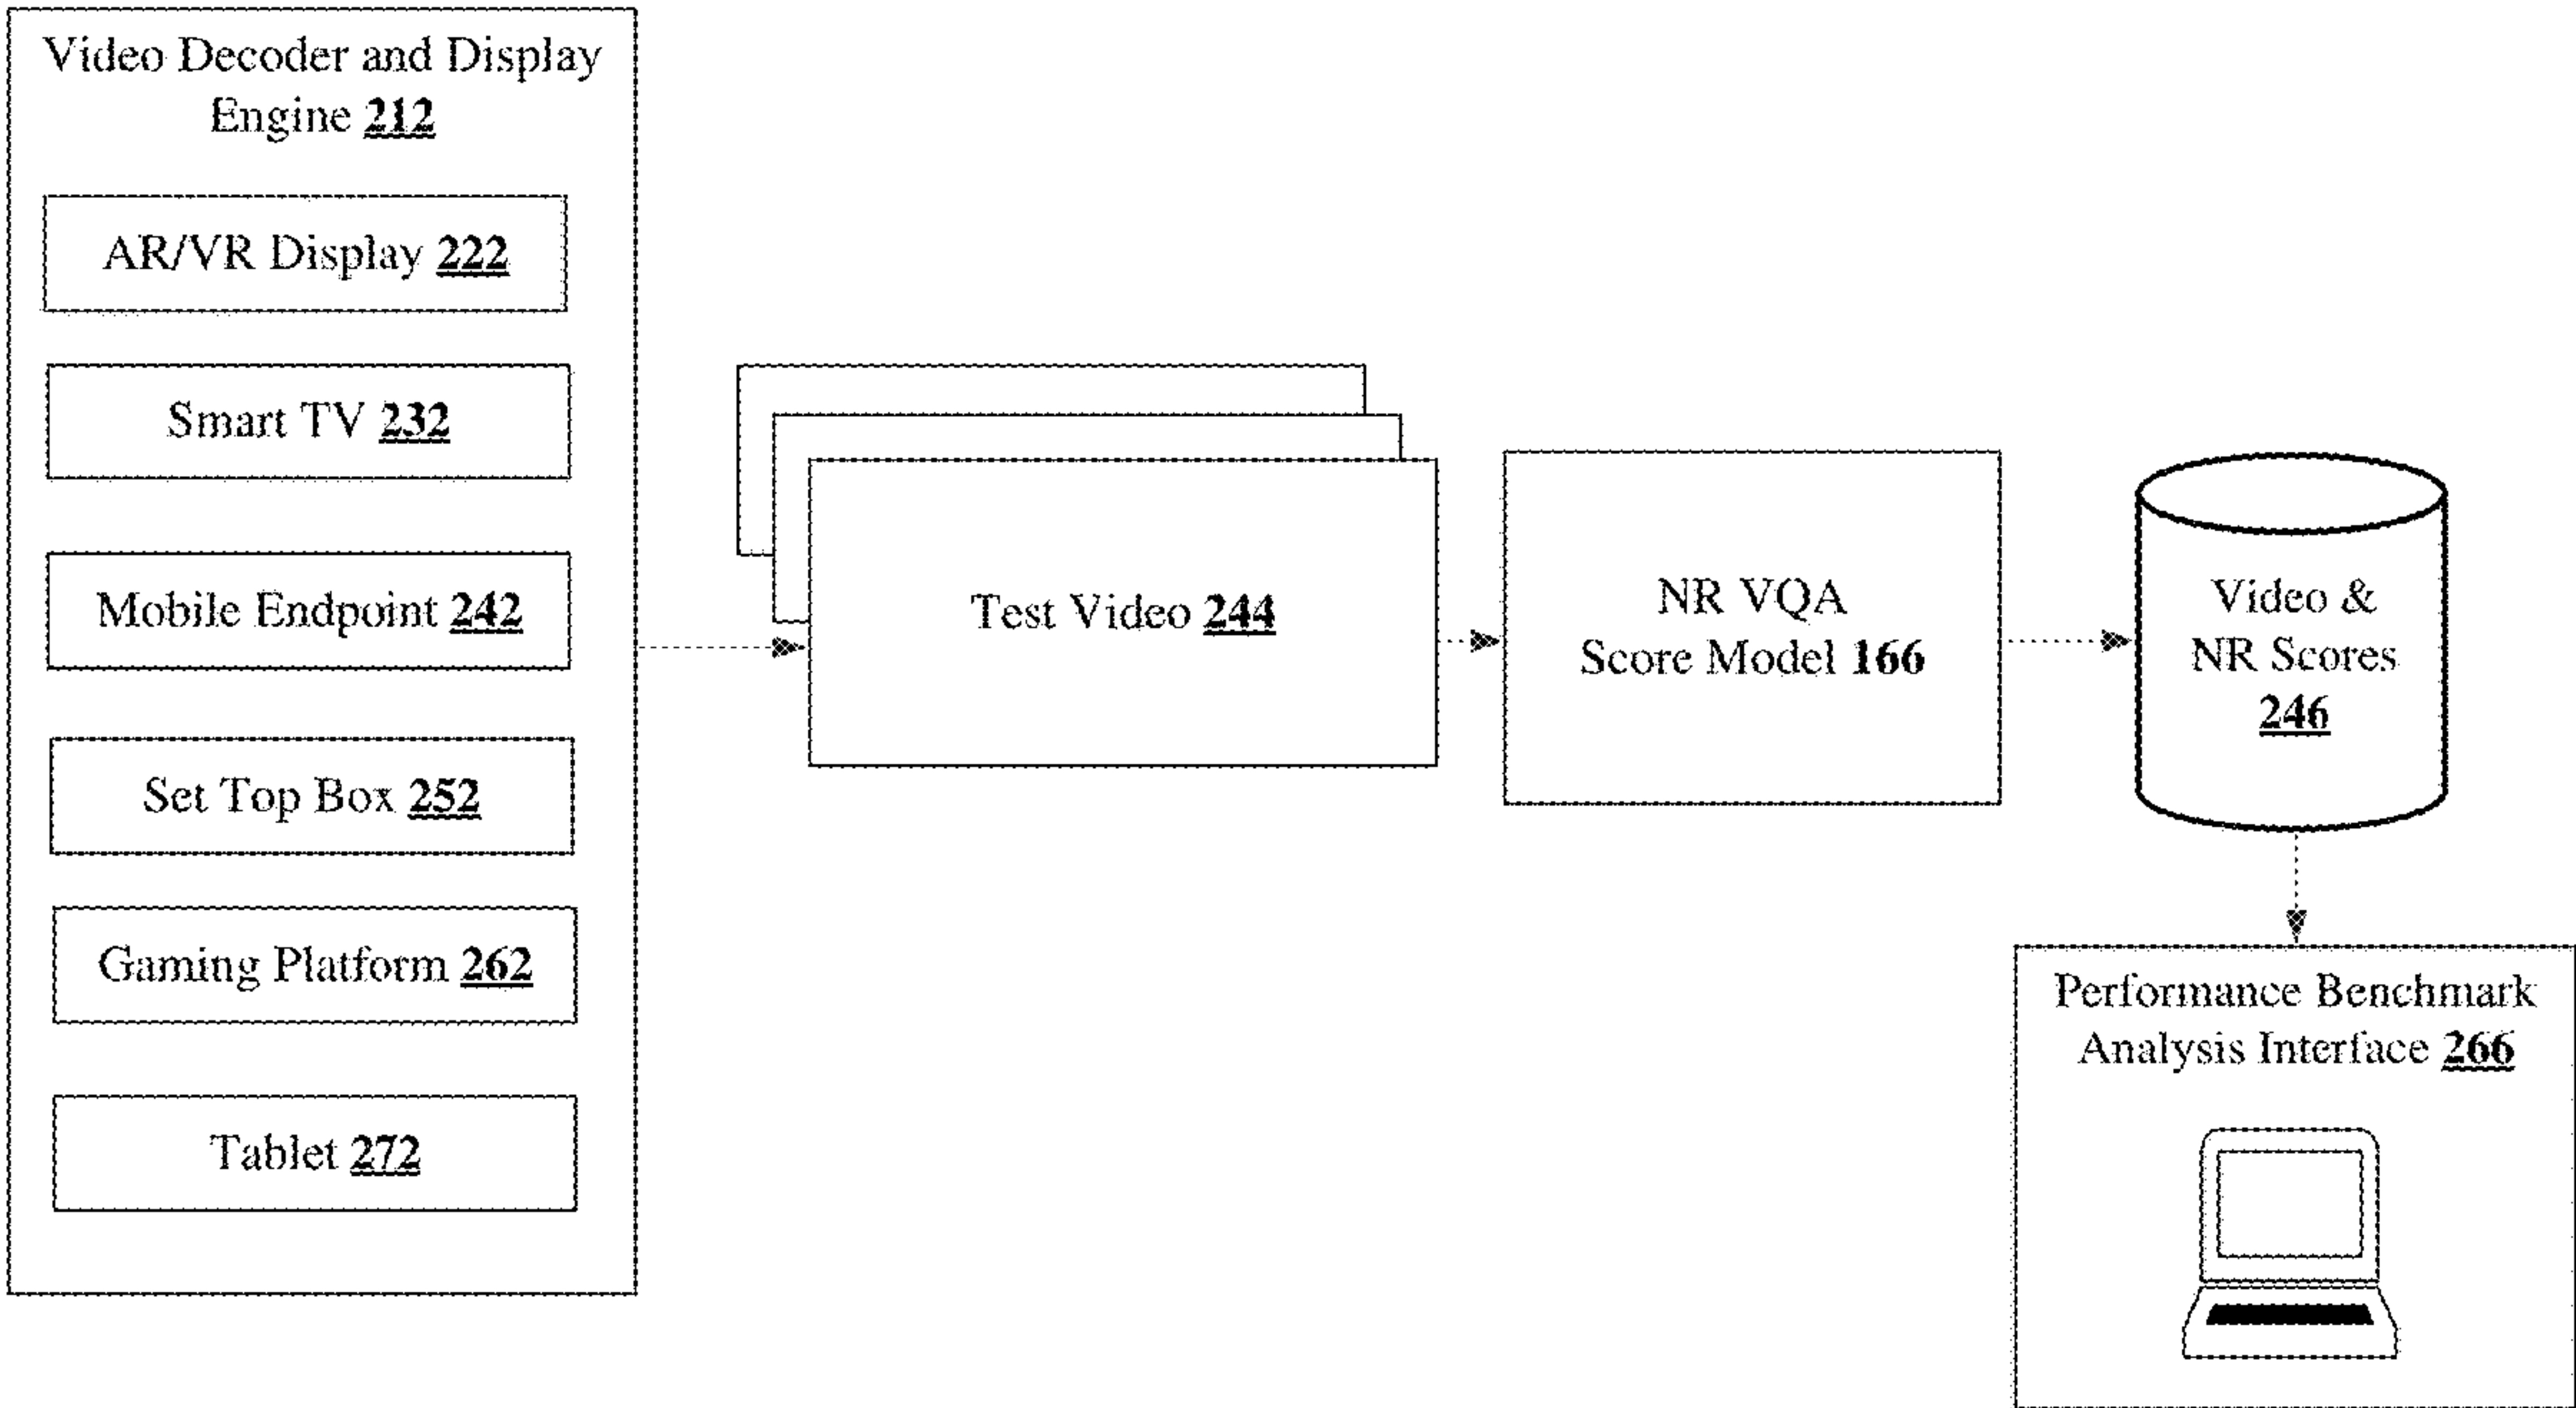 Video Decoder and Display
Engine 212
AR/VR Display 222
Smart TV 232
Mobile Endpoint 242
Set Top Box 252
Gaming Platform 262
Tablet 272
Test Video 244
NR VQA
Score Model 166
Video &
NR Scores
246
Performance Benchmark
Analysis Interface 266